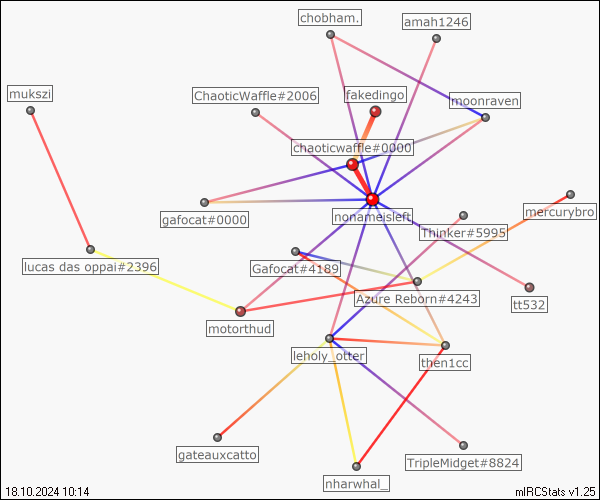 chobham.
amah1246
mukszi
ChaoticWaffle#2006
fakedingo
moonraven
chaoticwaffle#0000
mercurybro
gafocat#0000
nonameisleft
Thinker#5995
lucas das oppai#2396
Gafocat#4189
Azure Reborn#4243
tt532
motorthud
leholy_otter
then1cc
gateauxcatto
TripleMidget#8824
nharwhal_
18.10.2024 10:14
mIRCStats v1.25